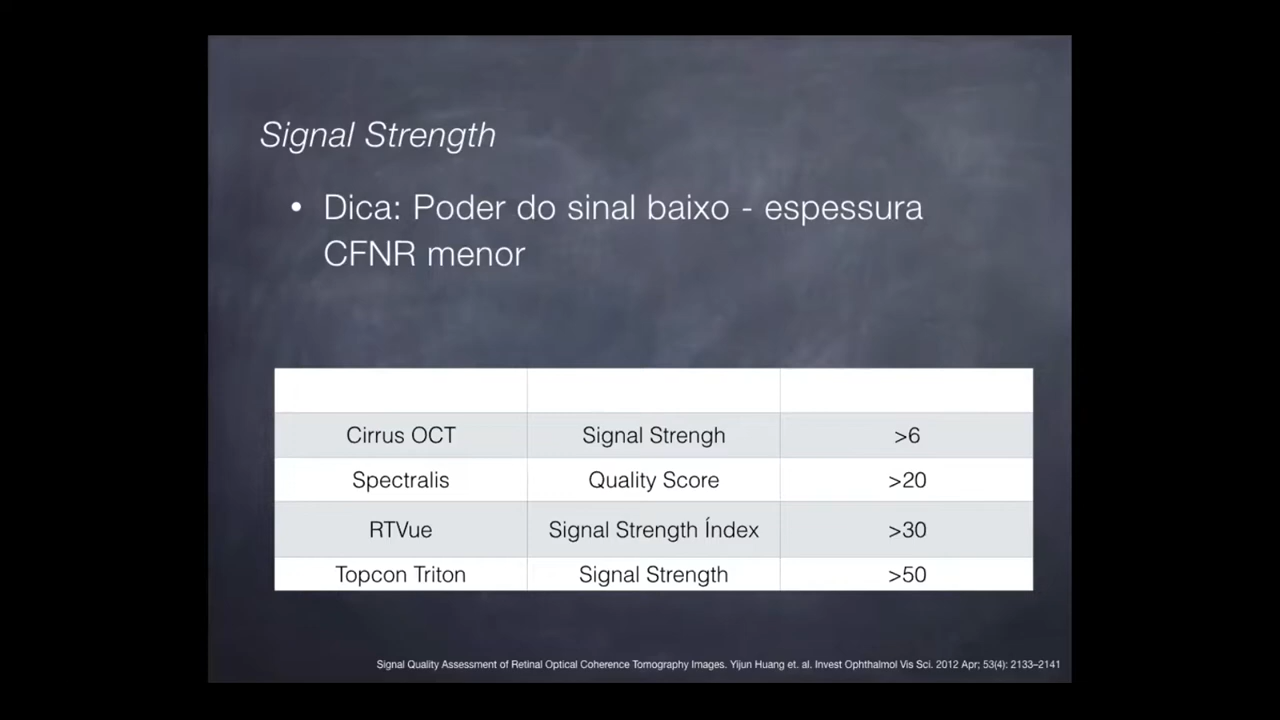 Signal Strength
• Dica: Poder do sinal baixo - espessura
CFNR menor
Cirrus OCT Signal Strengh >6
Spectralis Quality Score >20
RTVue Signal Strength Índex >30
Topcon Triton Signal Strength >50
Signal Quality Assessment of Retinal Optical Coherence Tomography Images. Yijun Huang et. al. Invest Ophthalmol Vis Sci. 2012 Apr; 53(4): 2133–2141